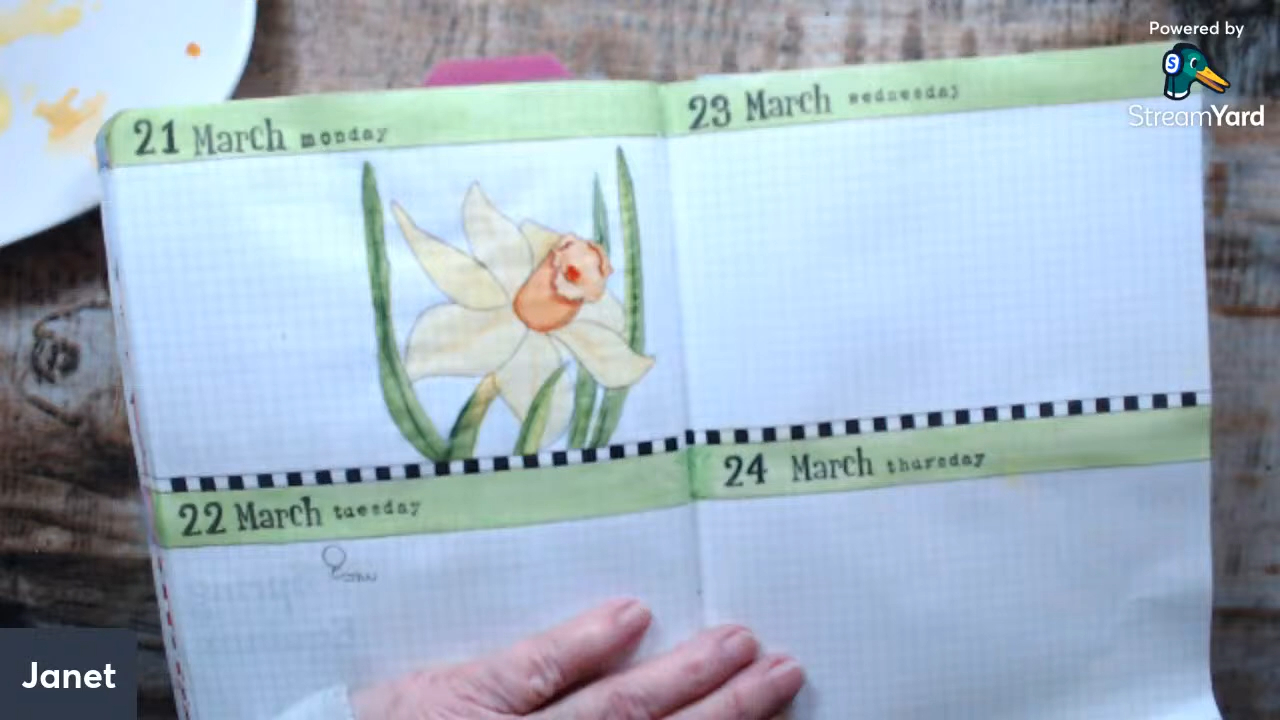 Powered by
StreamYard
21 March monday
23 March wednesday
22 March tuesday
24 March thursday
Janet